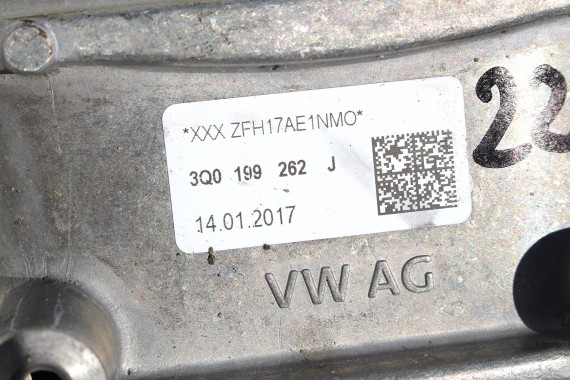 *XXX ZFH17AE1NMO*
3Q0 199 262 J
14.01.2017
VW AG
22